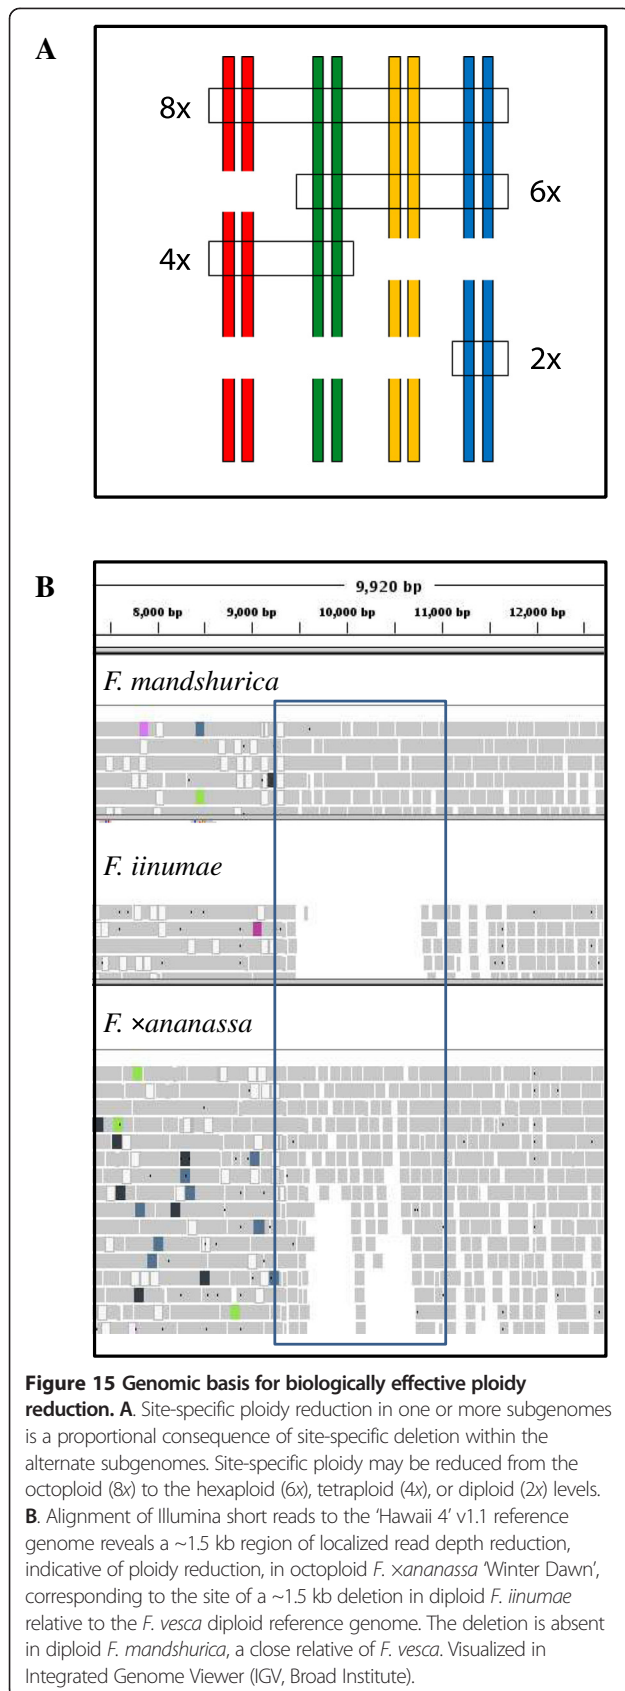 A
8x
6x
4x
2x
B
9,920 bp
8,000 bp 9,000 bp 10,000 bp 11,000 bp 12,000 bp
F. mandshurica
F. iinumae
F. ×ananassa
Figure 15 Genomic basis for biologically effective ploidy
reduction. A. Site-specific ploidy reduction in one or more subgenomes
is a proportional consequence of site-specific deletion within the
alternate subgenomes. Site-specific ploidy may be reduced from the
octoploid (8x) to the hexaploid (6x), tetraploid (4x), or diploid (2x) levels.
B. Alignment of Illumina short reads to the ‘Hawaii 4’ v1.1 reference
genome reveals a ~1.5 kb region of localized read depth reduction,
indicative of ploidy reduction, in octoploid F. ×ananassa ‘Winter Dawn’,
corresponding to the site of a ~1.5 kb deletion in diploid F. iinumae
relative to the F. vesca diploid reference genome. The deletion is absent
in diploid F. mandshurica, a close relative of F. vesca. Visualized in
Integrated Genome Viewer (IGV, Broad Institute).